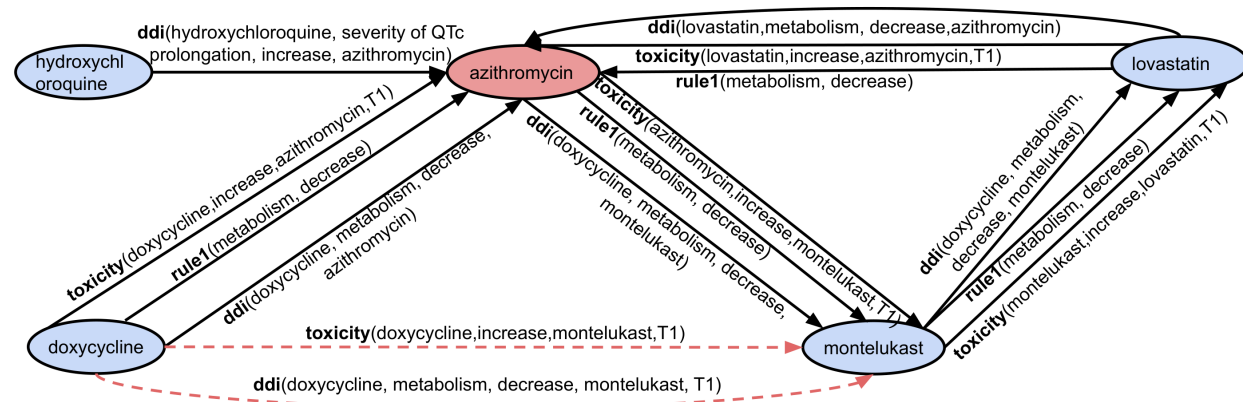 ddi(hydroxychloroquine, severity of QTc
prolongation, increase, azithromycin)
ddi(lovastatin,metabolism, decrease,azithromycin)
toxicity(lovastatin,increase,azithromycin,T1)
rule1(metabolism, decrease)
hydroxychl
oroquine
azithromycin
lovastatin
toxicity(doxycycline,increase,azithromycin,T1)
rule1(metabolism, decrease)
ddi(doxycycline, metabolism, decrease,
azithromycin)
toxicity(azithromycin,increase,montelukast,T1)
rule1(metabolism, decrease)
ddi(doxycycline, metabolism, decrease,
montelukast)
ddi(doxycycline, metabolism,
decrease, montelukast)
rule1(metabolism, decrease)
toxicity(montelukast,increase,lovastatin,T1)
doxycycline
toxicity(doxycycline,increase,montelukast,T1)
montelukast
ddi(doxycycline, metabolism, decrease, montelukast, T1)